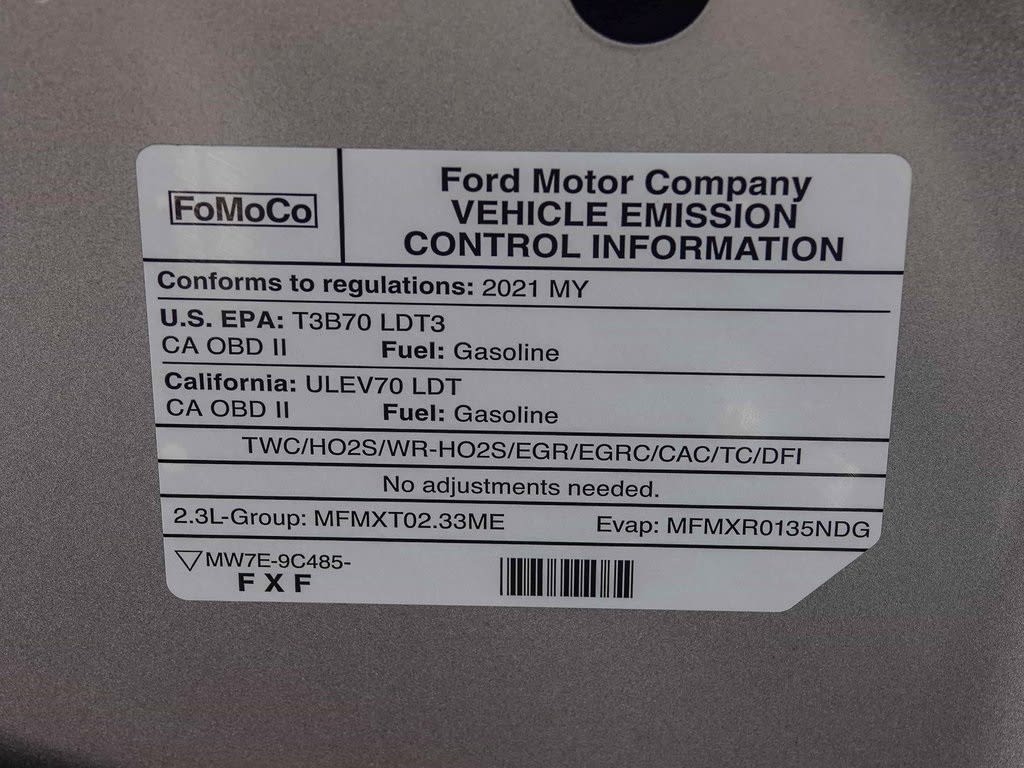 FoMoCo
Ford Motor Company
VEHICLE EMISSION
CONTROL INFORMATION
Conforms to regulations: 2021 MY
U.S. EPA: T3B70 LDT3
CA OBD II Fuel: Gasoline
California: ULEV70 LDT
CA OBD II Fuel: Gasoline
TWC/HO2S/WR-HO2S/EGR/EGRC/CAC/TC/DFI
No adjustments needed.
2.3L-Group: MFMXT02.33ME Evap: MFMXR0135NDG
MW7E-9C485-
F X F